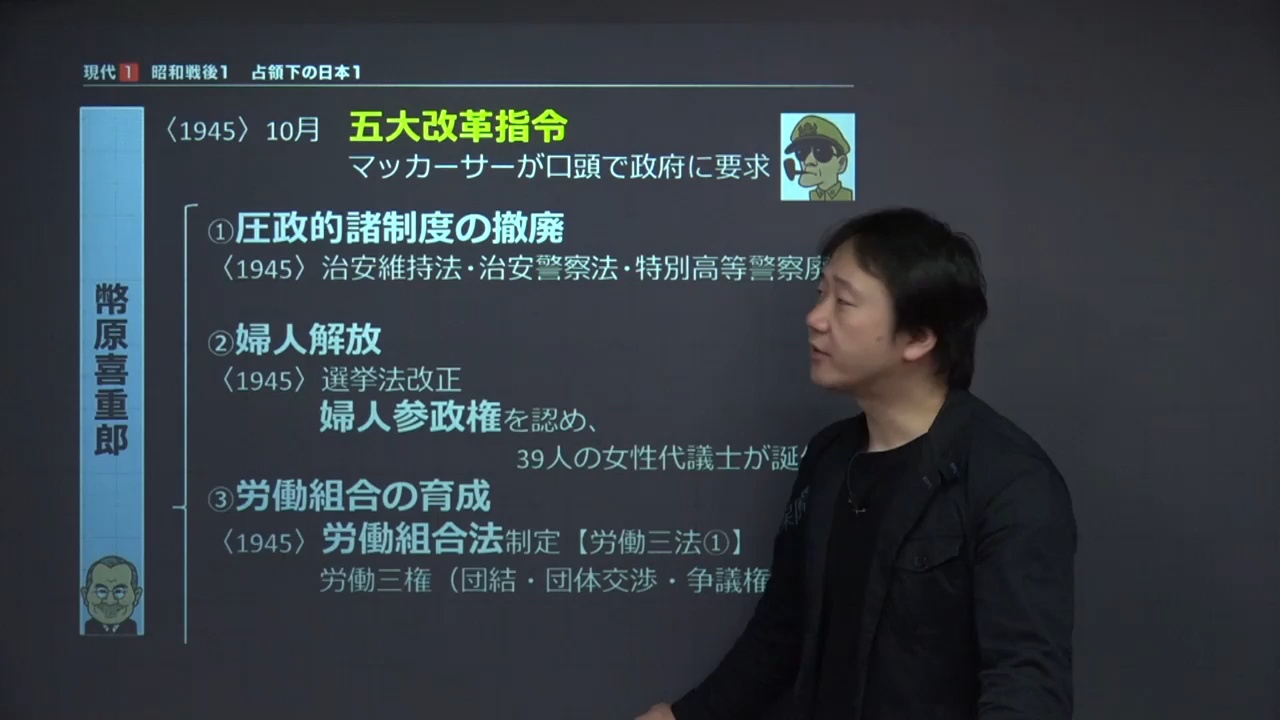 現代1 昭和戦後1 占領下の日本1
〈1945〉10月 五大改革指令
マッカーサーが口頭で政府に要求
幣原喜重郎
①圧政的諸制度の撤廃
〈1945〉治安維持法・治安警察法・特別高等警察廃
②婦人解放
〈1945〉選挙法改正
婦人参政権を認め、
39人の女性代議士が誕
③労働組合の育成
〈1945〉労働組合法制定【労働三法①】
労働三権（団結・団体交渉・争議権